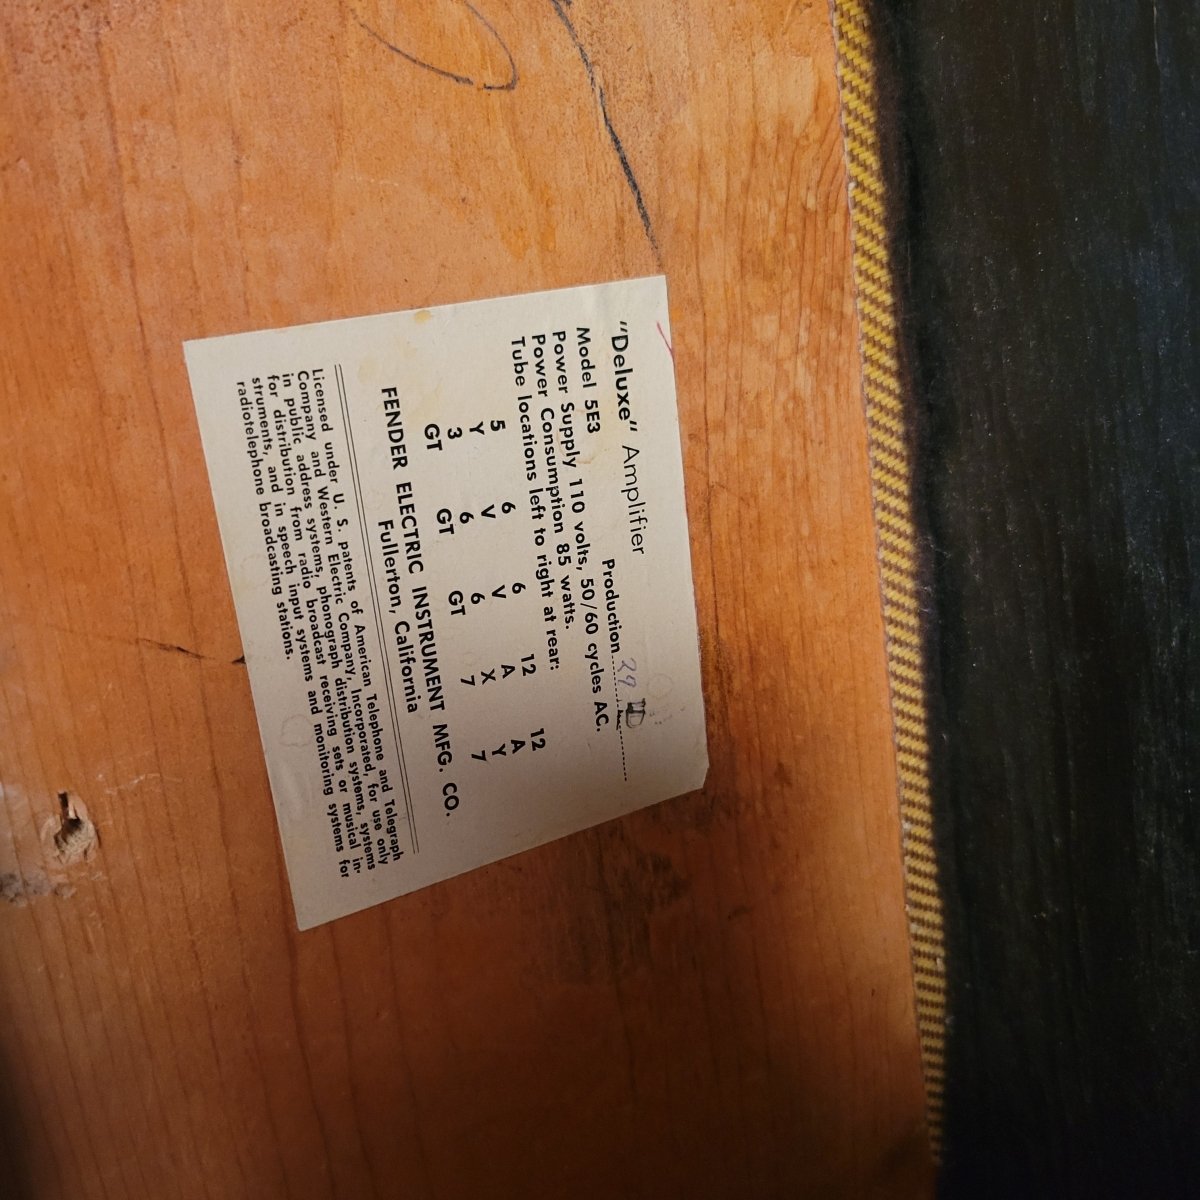 "Deluxe" Amplifier
Model 5E3 Production 29
Power Supply 110 volts, 50/60 cycles AC.
Power Consumption 85 watts.
Tube locations left to right at rear:
5 6 6 12 12
Y V V A A
3 6 6 X Y
GT GT GT 7 7
FENDER ELECTRIC INSTRUMENT MFG. CO.
Fullerton, California
Licensed under U. S. patents of American Telephone and Telegraph
Company and Western Electric Company, Incorporated, for use only
in public address systems, phonograph distribution systems, systems
for distribution from radio broadcast receiving sets or musical in-
struments, and in speech input systems and monitoring systems for
radiotelephone broadcasting stations.